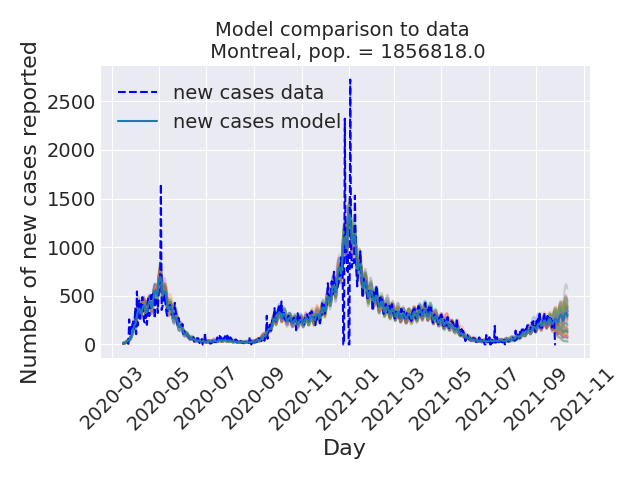 Model comparison to data
Montreal, pop. = 1856818.0
Number of new cases reported
new cases data
new cases model
2500
2000
1500
1000
500
0
2020-03
2020-05
2020-07
2020-09
2020-11
2021-01
2021-03
2021-05
2021-07
2021-09
2021-11
Day